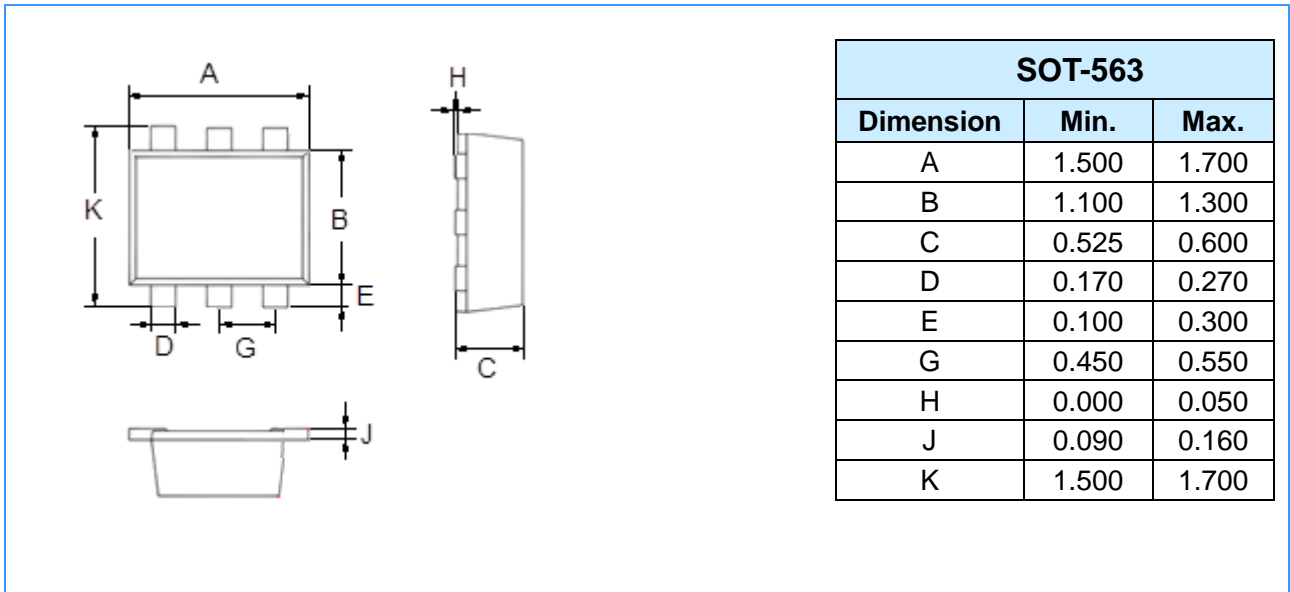 A
H
K
B
E
D
G
C
J
SOT-563
Dimension Min. Max.
A 1.500 1.700
B 1.100 1.300
C 0.525 0.600
D 0.170 0.270
E 0.100 0.300
G 0.450 0.550
H 0.000 0.050
J 0.090 0.160
K 1.500 1.700